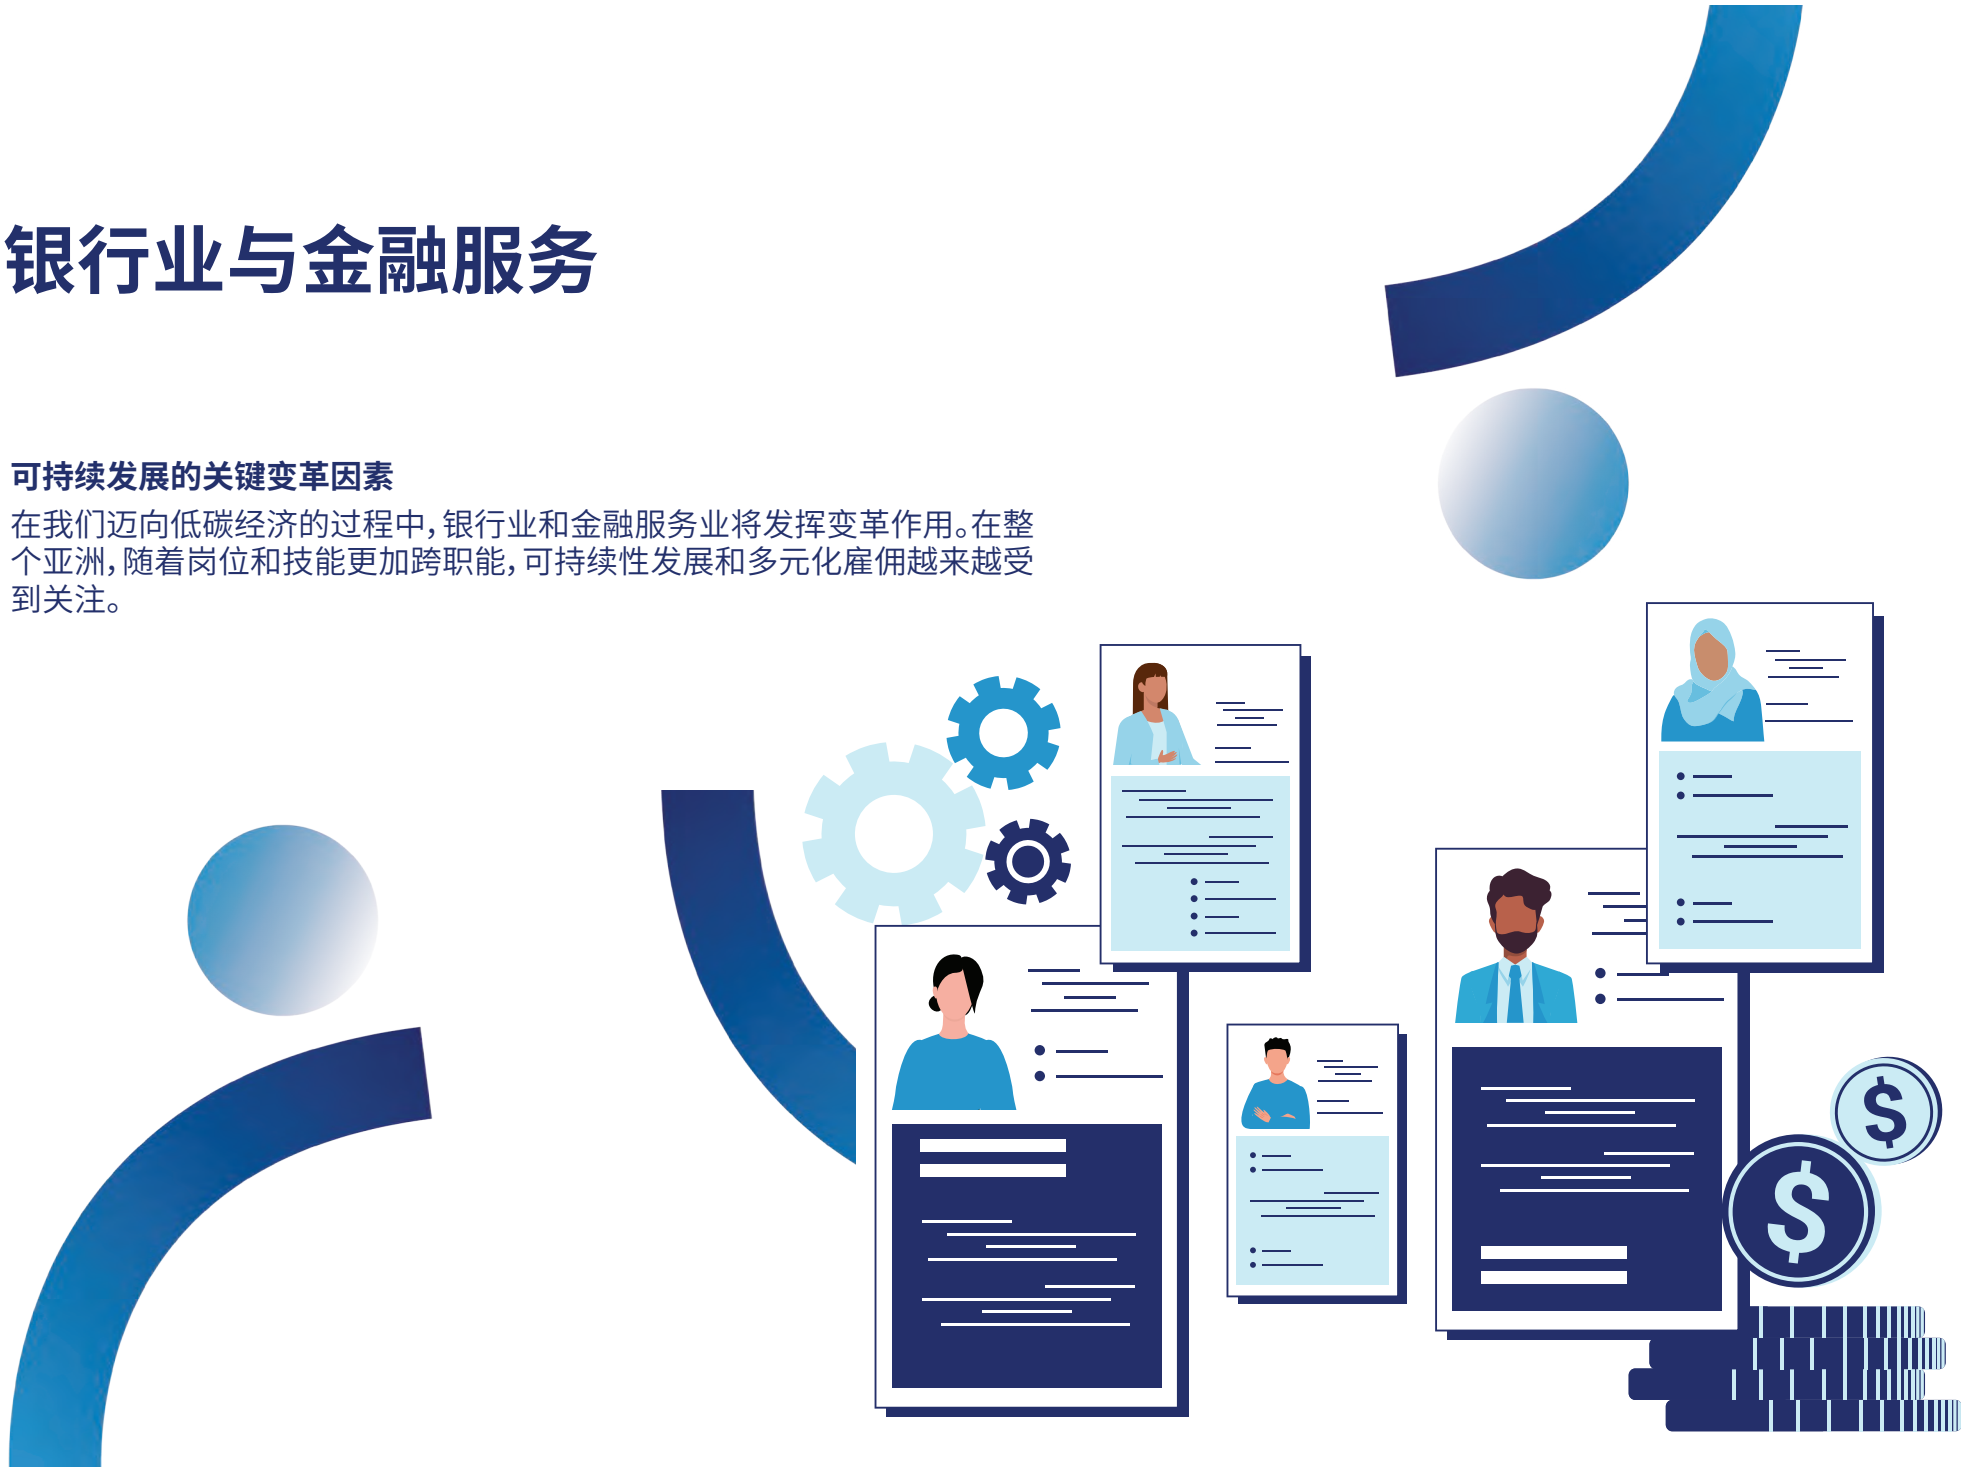 银行业与金融服务
可持续发展的关键变革因素
在我们迈向低碳经济的过程中，银行业和金融服务业将发挥变革作用。在整
个亚洲，随着岗位和技能更加跨职能，可持续性发展和多元化雇佣越来越受
到关注。
$
$